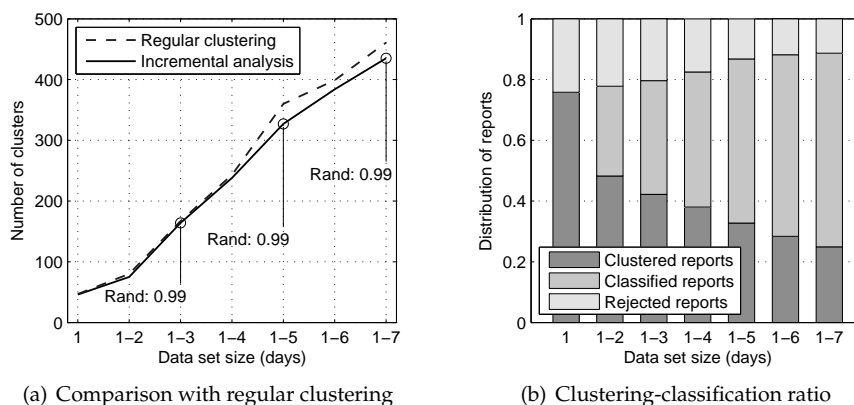 500
400
300
200
100
0
Number of clusters
Regular clustering
Incremental analysis
Rand: 0.99
Rand: 0.99
Rand: 0.99
1 1−2 1−3 1−4 1−5 1−6 1−7
Data set size (days)
(a) Comparison with regular clustering
1
0.8
0.6
0.4
0.2
0
Distribution of reports
Clustered reports
Classified reports
Rejected reports
1 1−2 1−3 1−4 1−5 1−6 1−7
Data set size (days)
(b) Clustering-classification ratio